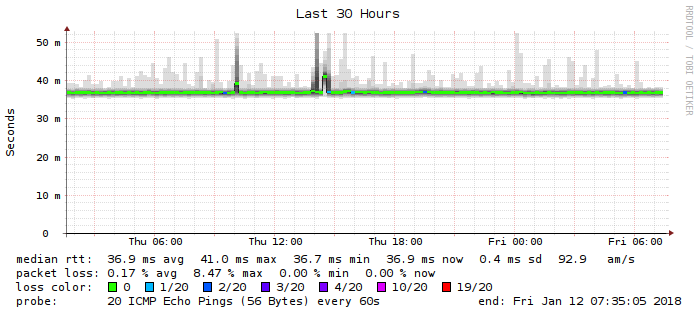 Last 30 Hours
RRDTOOL / TOBI OETIKER
Seconds
50 m
40 m
30 m
20 m
10 m
0
Thu 06:00 Thu 12:00 Thu 18:00 Fri 00:00 Fri 06:00
median rtt: 36.9 ms avg 41.0 ms max 36.7 ms min 36.9 ms now 0.4 ms sd 92.9 am/s
packet loss: 0.17 % avg 8.47 % max 0.00 % min 0.00 % now
loss color: 0 1/20 2/20 3/20 4/20 10/20 19/20
probe: 20 ICMP Echo Pings (56 Bytes) every 60s end: Fri Jan 12 07:35:05 2018